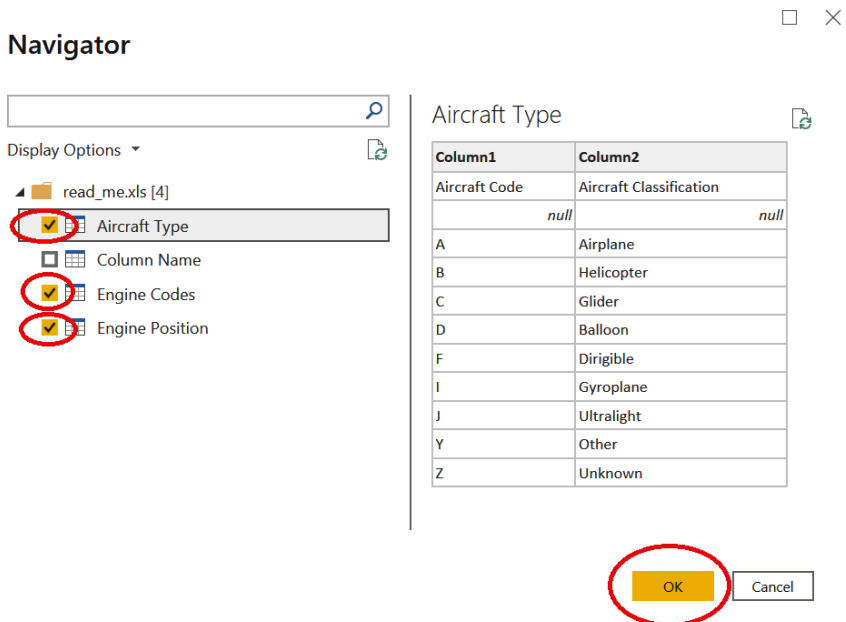 Navigator
Display Options
read_me.xls [4]
Aircraft Type
Column Name
Engine Codes
Engine Position
Aircraft Type
Column1 Column2
Aircraft Code Aircraft Classification
null null
A Airplane
B Helicopter
C Glider
D Balloon
F Dirigible
I Gyroplane
J Ultralight
Y Other
Z Unknown
OK Cancel